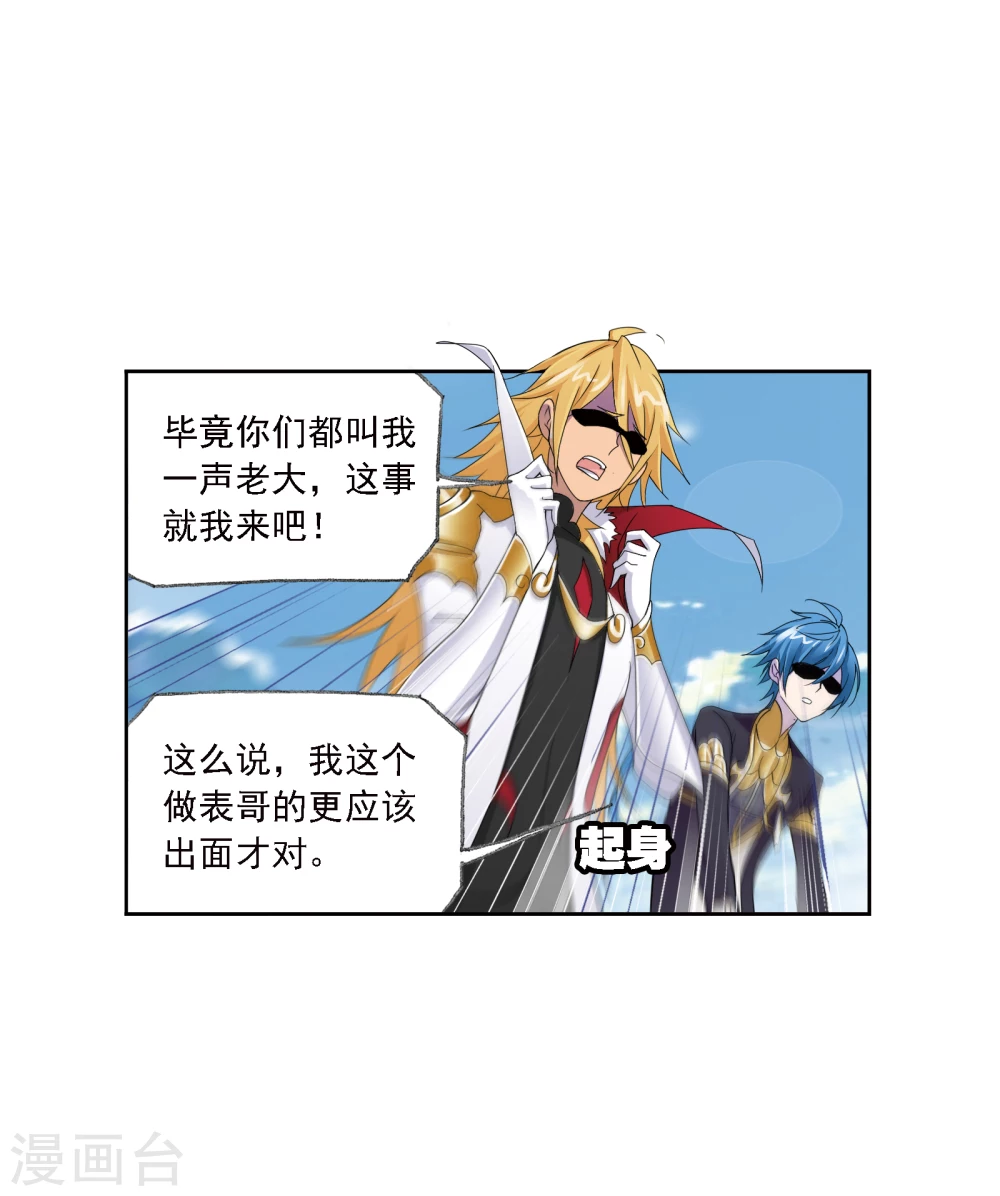 毕竟你们都叫我
一声老大，这事
就我来吧！
这么说，我这个
做表哥的更应该
出面才对。
起身
漫画台